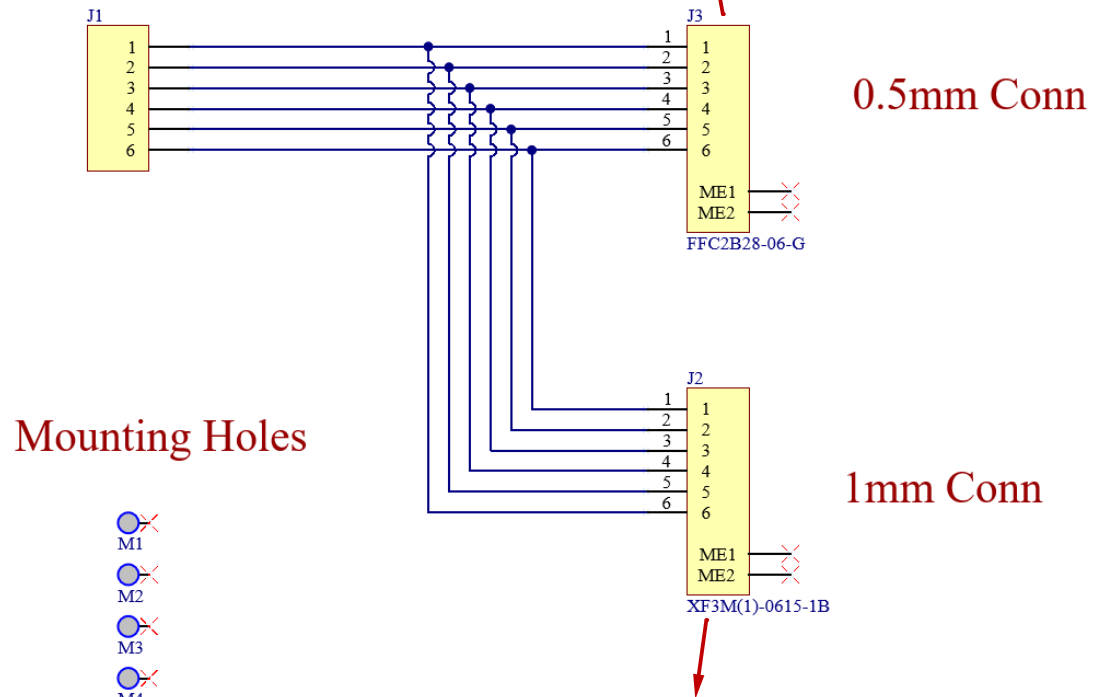 J1
1
2
3
4
5
6
J3
1 1
2 2
3 3
4 4
5 5
6 6
ME1
ME2
FFC2B28-06-G
0.5mm Conn
J2
1 1
2 2
3 3
4 4
5 5
6 6
ME1
ME2
XF3M(1)-0615-1B
1mm Conn
Mounting Holes
M1
M2
M3
M4